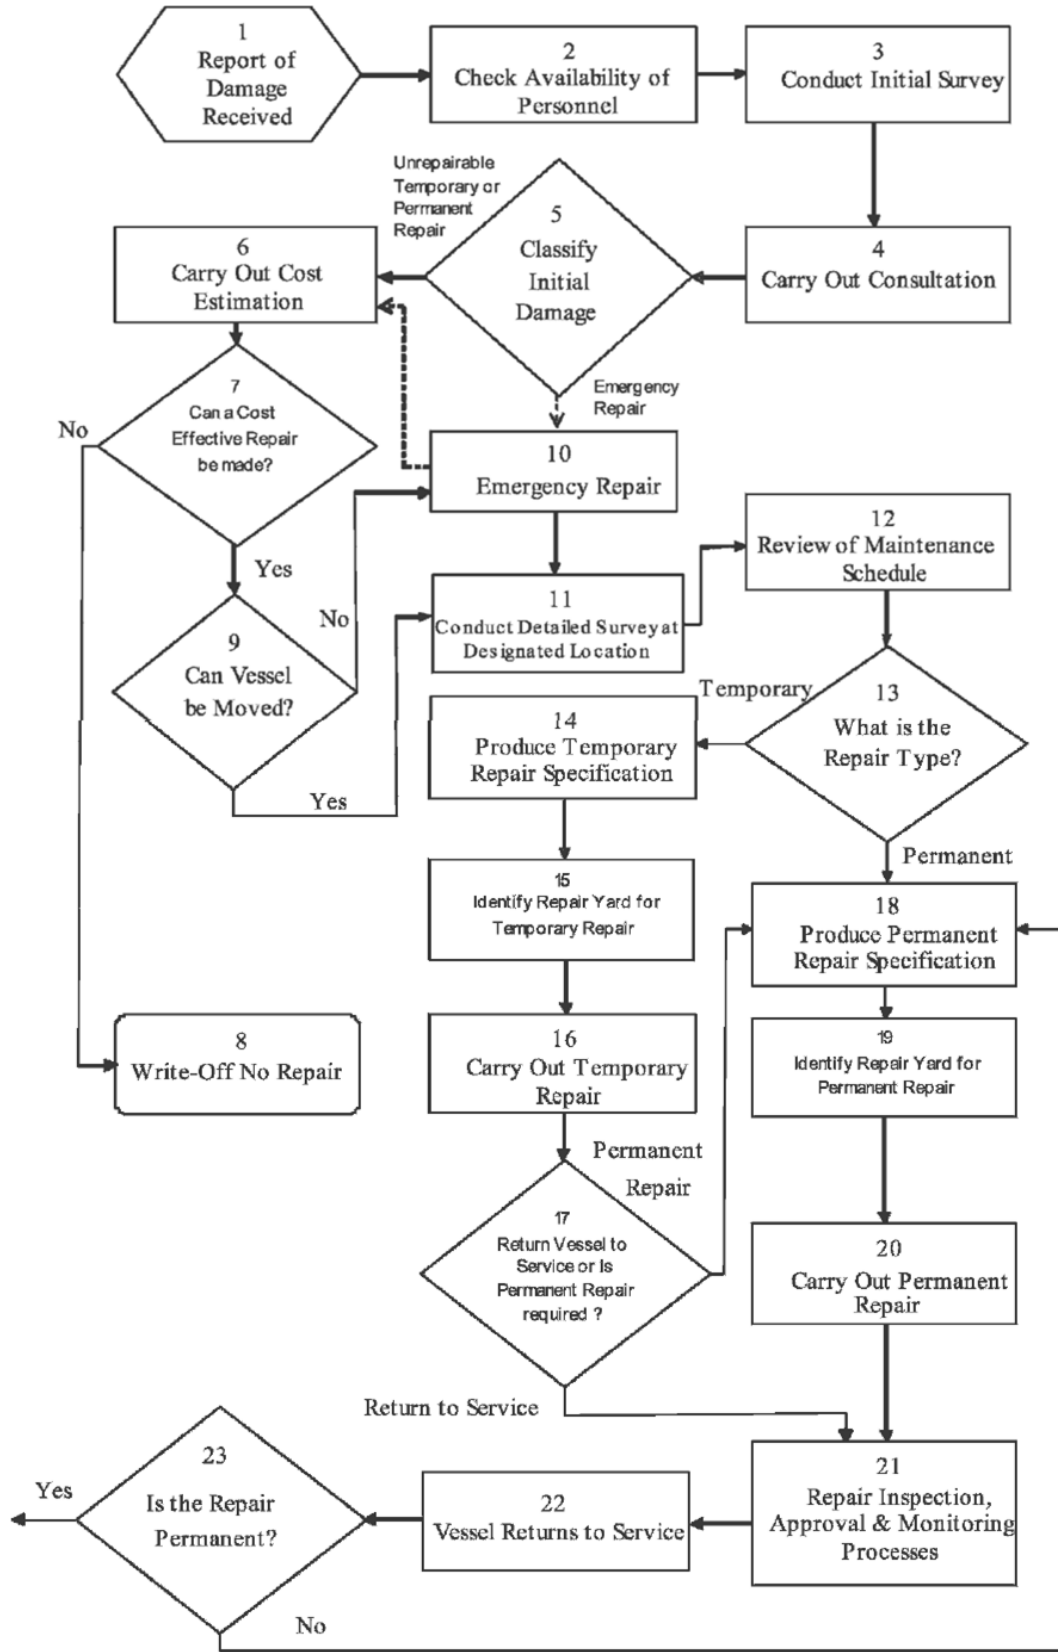 1
Report of
Damage
Received
2
Check Availability of
Personnel
3
Conduct Initial Survey
4
Carry Out Consultation
Unrepairable
Temporary or
Permanent
Repair
5
Classify
Initial
Damage
6
Carry Out Cost
Estimation
Emergency
Repair
7
Can a Cost
Effective Repair
be made?
No
Yes
10
Emergency Repair
No
9
Can Vessel
be Moved?
Yes
11
Conduct Detailed Survey at
Designated Location
12
Review of Maintenance
Schedule
13
What is the
Repair Type?
Temporary
Permanent
14
Produce Temporary
Repair Specification
15
Identify Repair Yard for
Temporary Repair
16
Carry Out Temporary
Repair
8
Write-Off No Repair
18
Produce Permanent
Repair Specification
19
Identify Repair Yard for
Permanent Repair
Permanent
Repair
17
Return Vessel to
Service or Is
Permanent Repair
required ?
20
Carry Out Permanent
Repair
Return to Service
21
Repair Inspection,
Approval & Monitoring
Processes
22
Vessel Returns to Service
23
Is the Repair
Permanent?
Yes
No